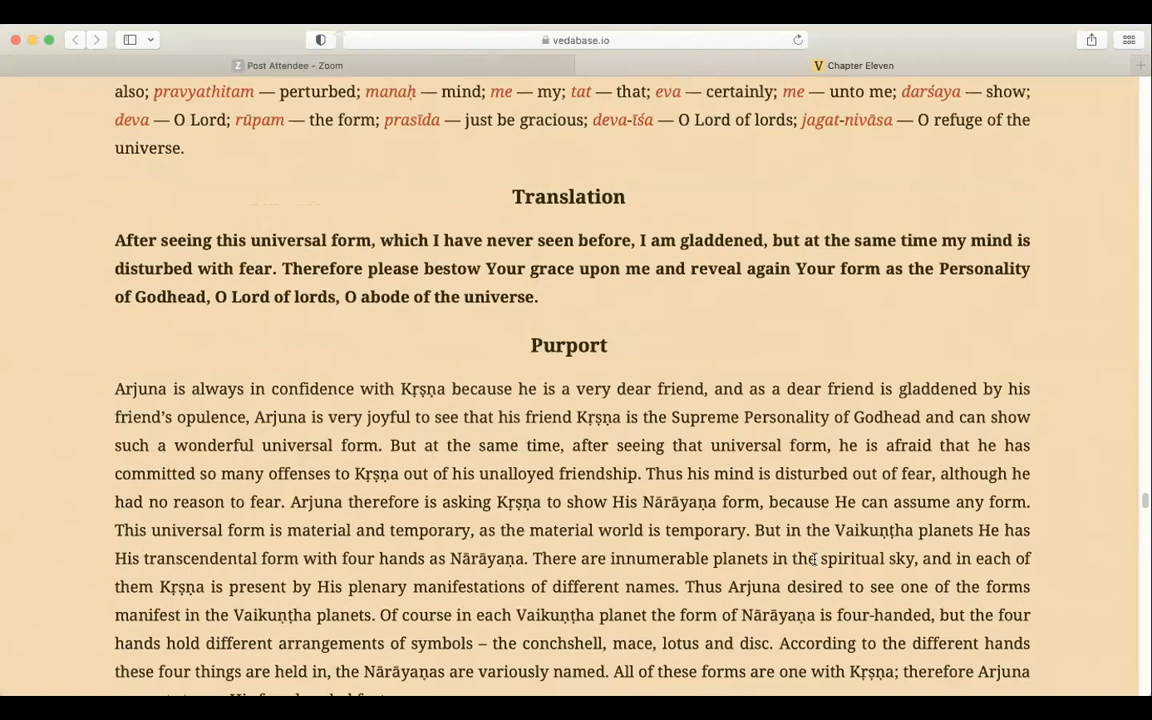 vedabase.io
Post Attendee – Zoom
Chapter Eleven
also; pravyathitam — perturbed; manaḥ — mind; me — my; tat — that; eva — certainly; me — unto me; darśaya — show;
deva — O Lord; rūpam — the form; prasīda — just be gracious; deva-īśa — O Lord of lords; jagat-nivāsa — O refuge of the
universe.
Translation
After seeing this universal form, which I have never seen before, I am gladdened, but at the same time my mind is
disturbed with fear. Therefore please bestow Your grace upon me and reveal again Your form as the Personality
of Godhead, O Lord of lords, O abode of the universe.
Purport
Arjuna is always in confidence with Kṛṣṇa because he is a very dear friend, and as a dear friend is gladdened by his
friend’s opulence, Arjuna is very joyful to see that his friend Kṛṣṇa is the Supreme Personality of Godhead and can show
such a wonderful universal form. But at the same time, after seeing that universal form, he is afraid that he has
committed so many offenses to Kṛṣṇa out of his unalloyed friendship. Thus his mind is disturbed out of fear, although he
had no reason to fear. Arjuna therefore is asking Kṛṣṇa to show His Nārāyaṇa form, because He can assume any form.
This universal form is material and temporary, as the material world is temporary. But in the Vaikuṇṭha planets He has
His transcendental form with four hands as Nārāyaṇa. There are innumerable planets in the spiritual sky, and in each of
them Kṛṣṇa is present by His plenary manifestations of different names. Thus Arjuna desired to see one of the forms
manifest in the Vaikuṇṭha planets. Of course in each Vaikuṇṭha planet the form of Nārāyaṇa is four-handed, but the four
hands hold different arrangements of symbols – the conchshell, mace, lotus and disc. According to the different hands
these four things are held in, the Nārāyaṇas are variously named. All of these forms are one with Kṛṣṇa; therefore Arjuna